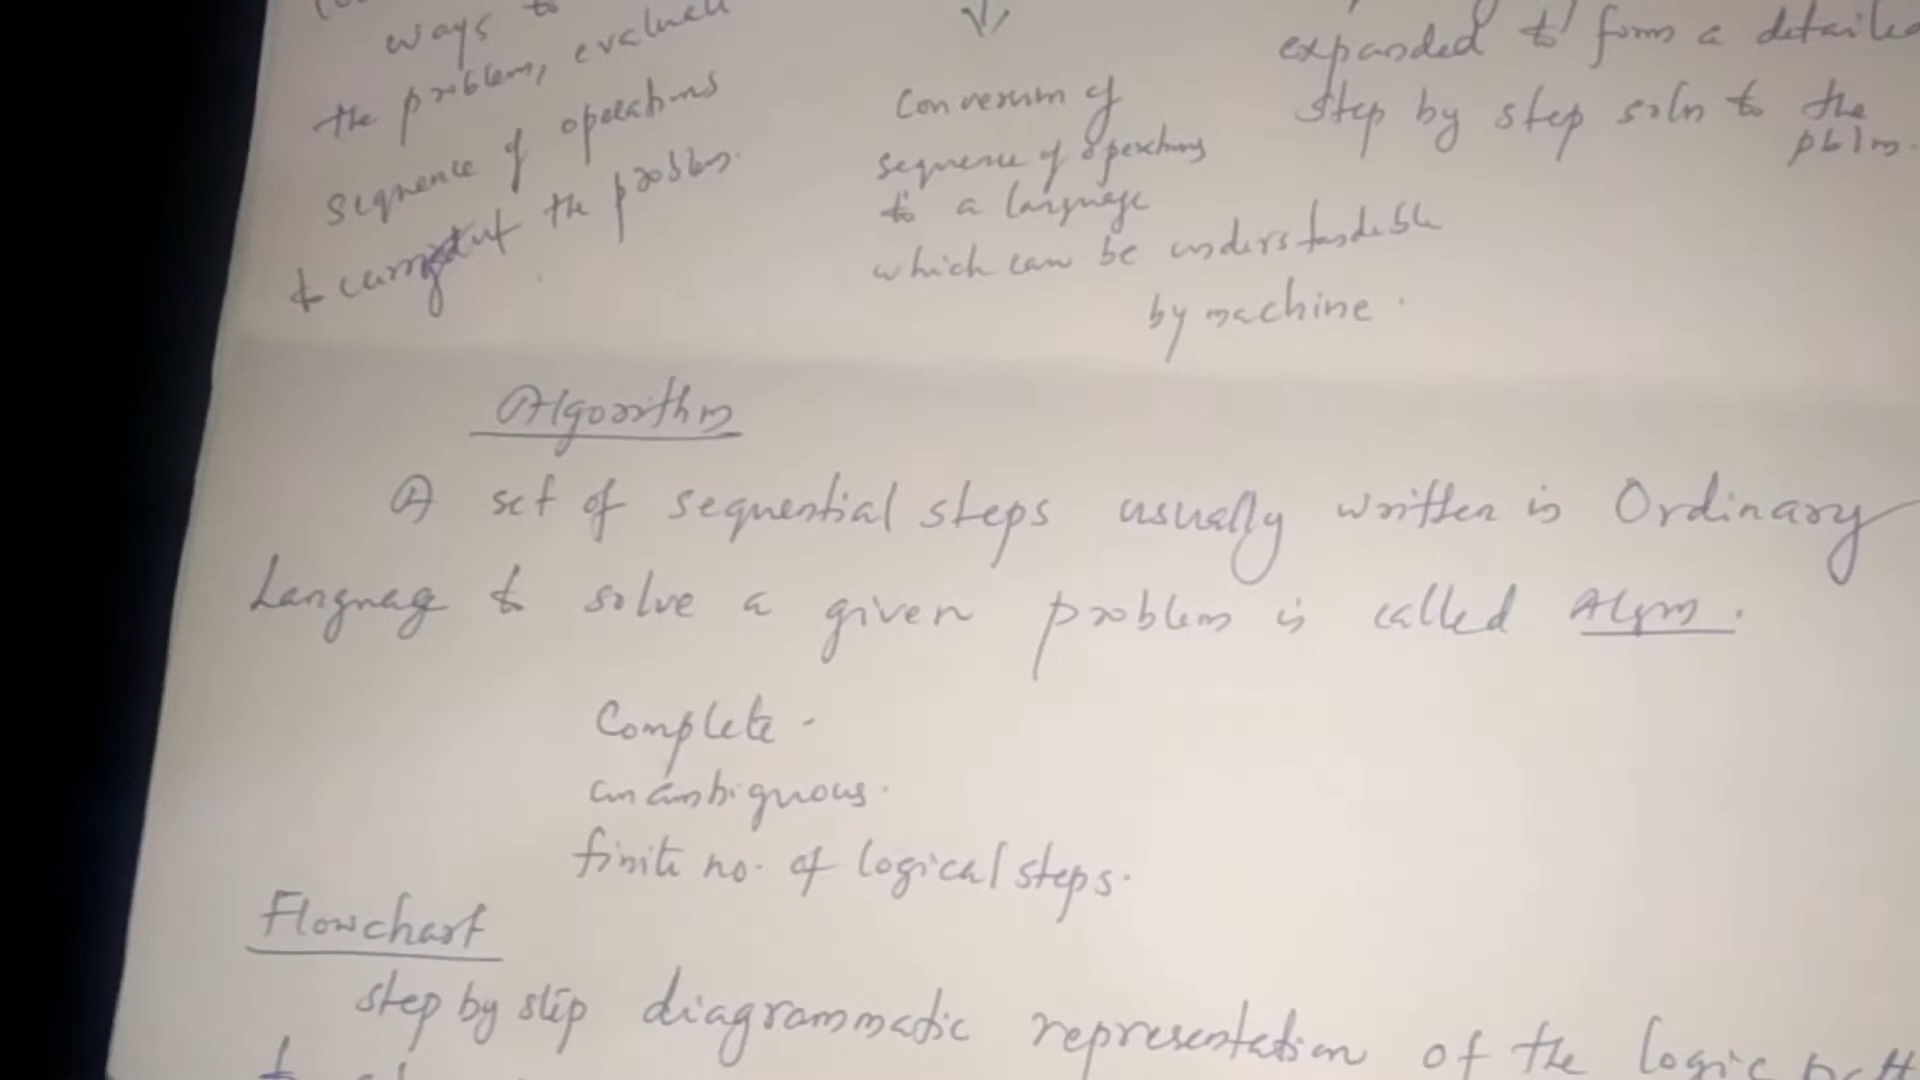 ways to
the problem, evaluate
sequence of operations
to carryout the problem.
Conversion of
sequence of operations
to a language
which can be understandable
by machine.
expanded to form a detailed
step by step soln to the
pblm.
Algorithm
A set of sequential steps usually written in Ordinary
Language to solve a given problem is called Algm.
Complete.
unambiguous.
finite no. of logical steps.
Flowchart
step by step diagrammatic representation of the logic